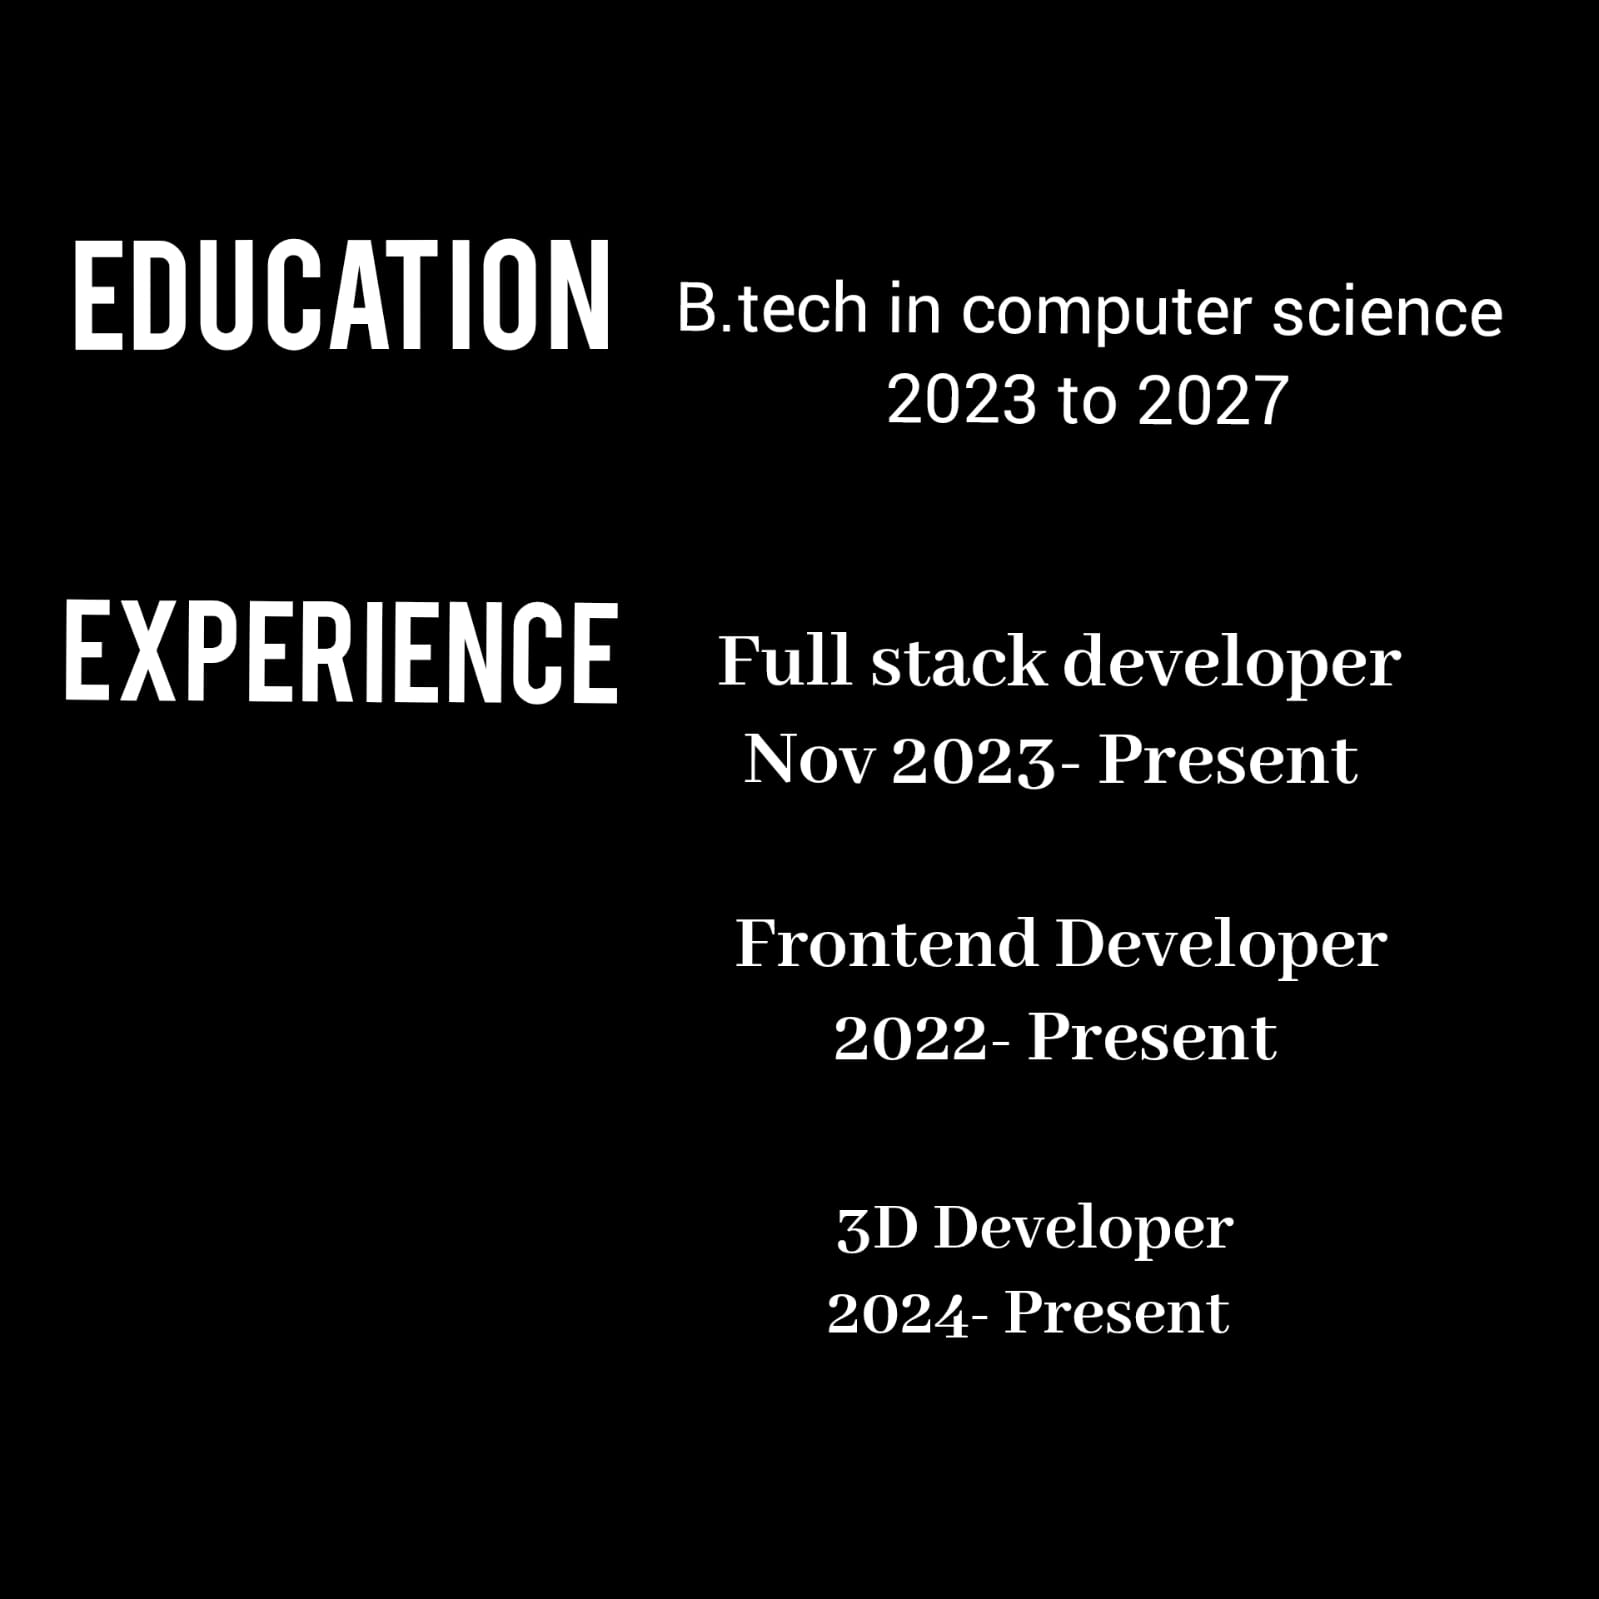 EDUCATION
B.tech in computer science
2023 to 2027
EXPERIENCE
Full stack developer
Nov 2023- Present
Frontend Developer
2022- Present
3D Developer
2024- Present